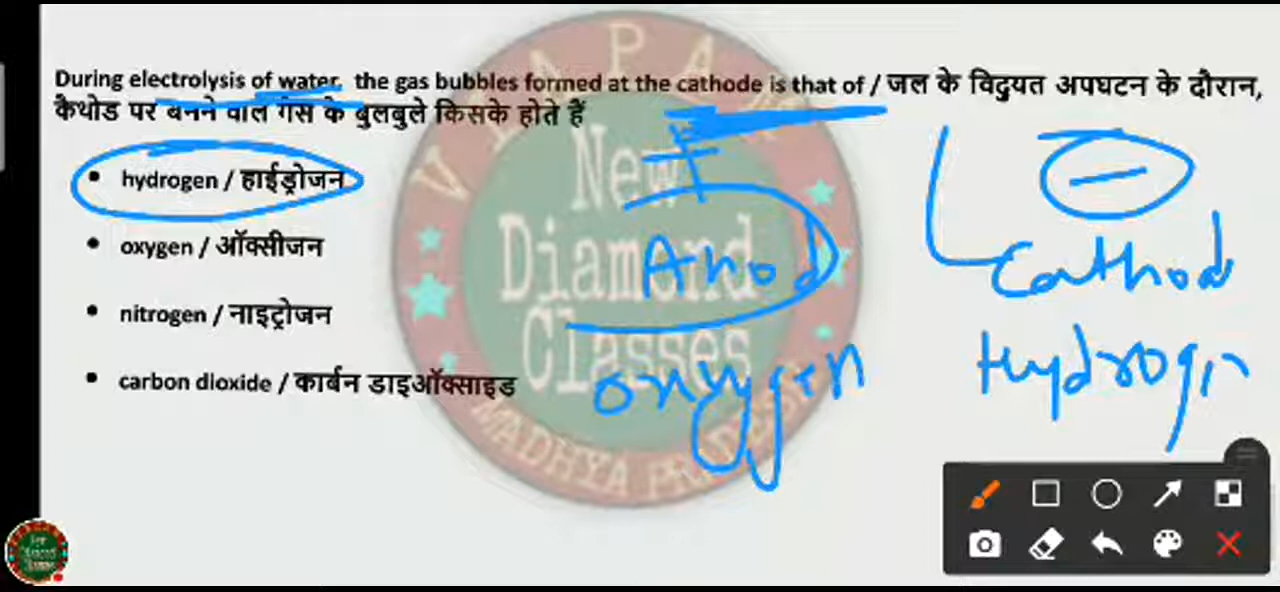 During electrolysis of water, the gas bubbles formed at the cathode is that of / जल के विद्युत अपघटन के दौरान,
कैथोड पर बनने वाले गैस के बुलबुले किसके होते हैं
• hydrogen / हाईड्रोजन
• oxygen / ऑक्सीजन
• nitrogen / नाइट्रोजन
• carbon dioxide / कार्बन डाइऑक्साइड
+
Anod
oxygen
−
Cathod
Hydrogn
New
Diamond
Classes
MADHYA PRADESH